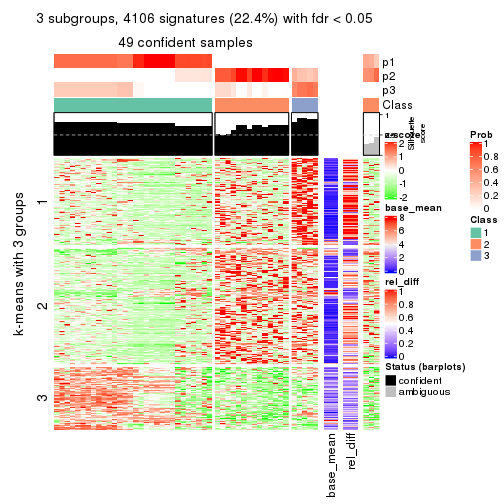 3 subgroups, 4106 signatures (22.4%) with fdr < 0.05
49 confident samples
p1
p2
p3
Class
1
0
Silhouette
score
k-means with 3 groups
1
2
3
base_mean
rel_diff
z-score
2
1
0
-1
-2
base_mean
8
6
4
2
0
rel_diff
1
0.8
0.6
0.4
0.2
0
Status (barplots)
confident
ambiguous
Prob
1
0.8
0.6
0.4
0.2
0
Class
1
2
3